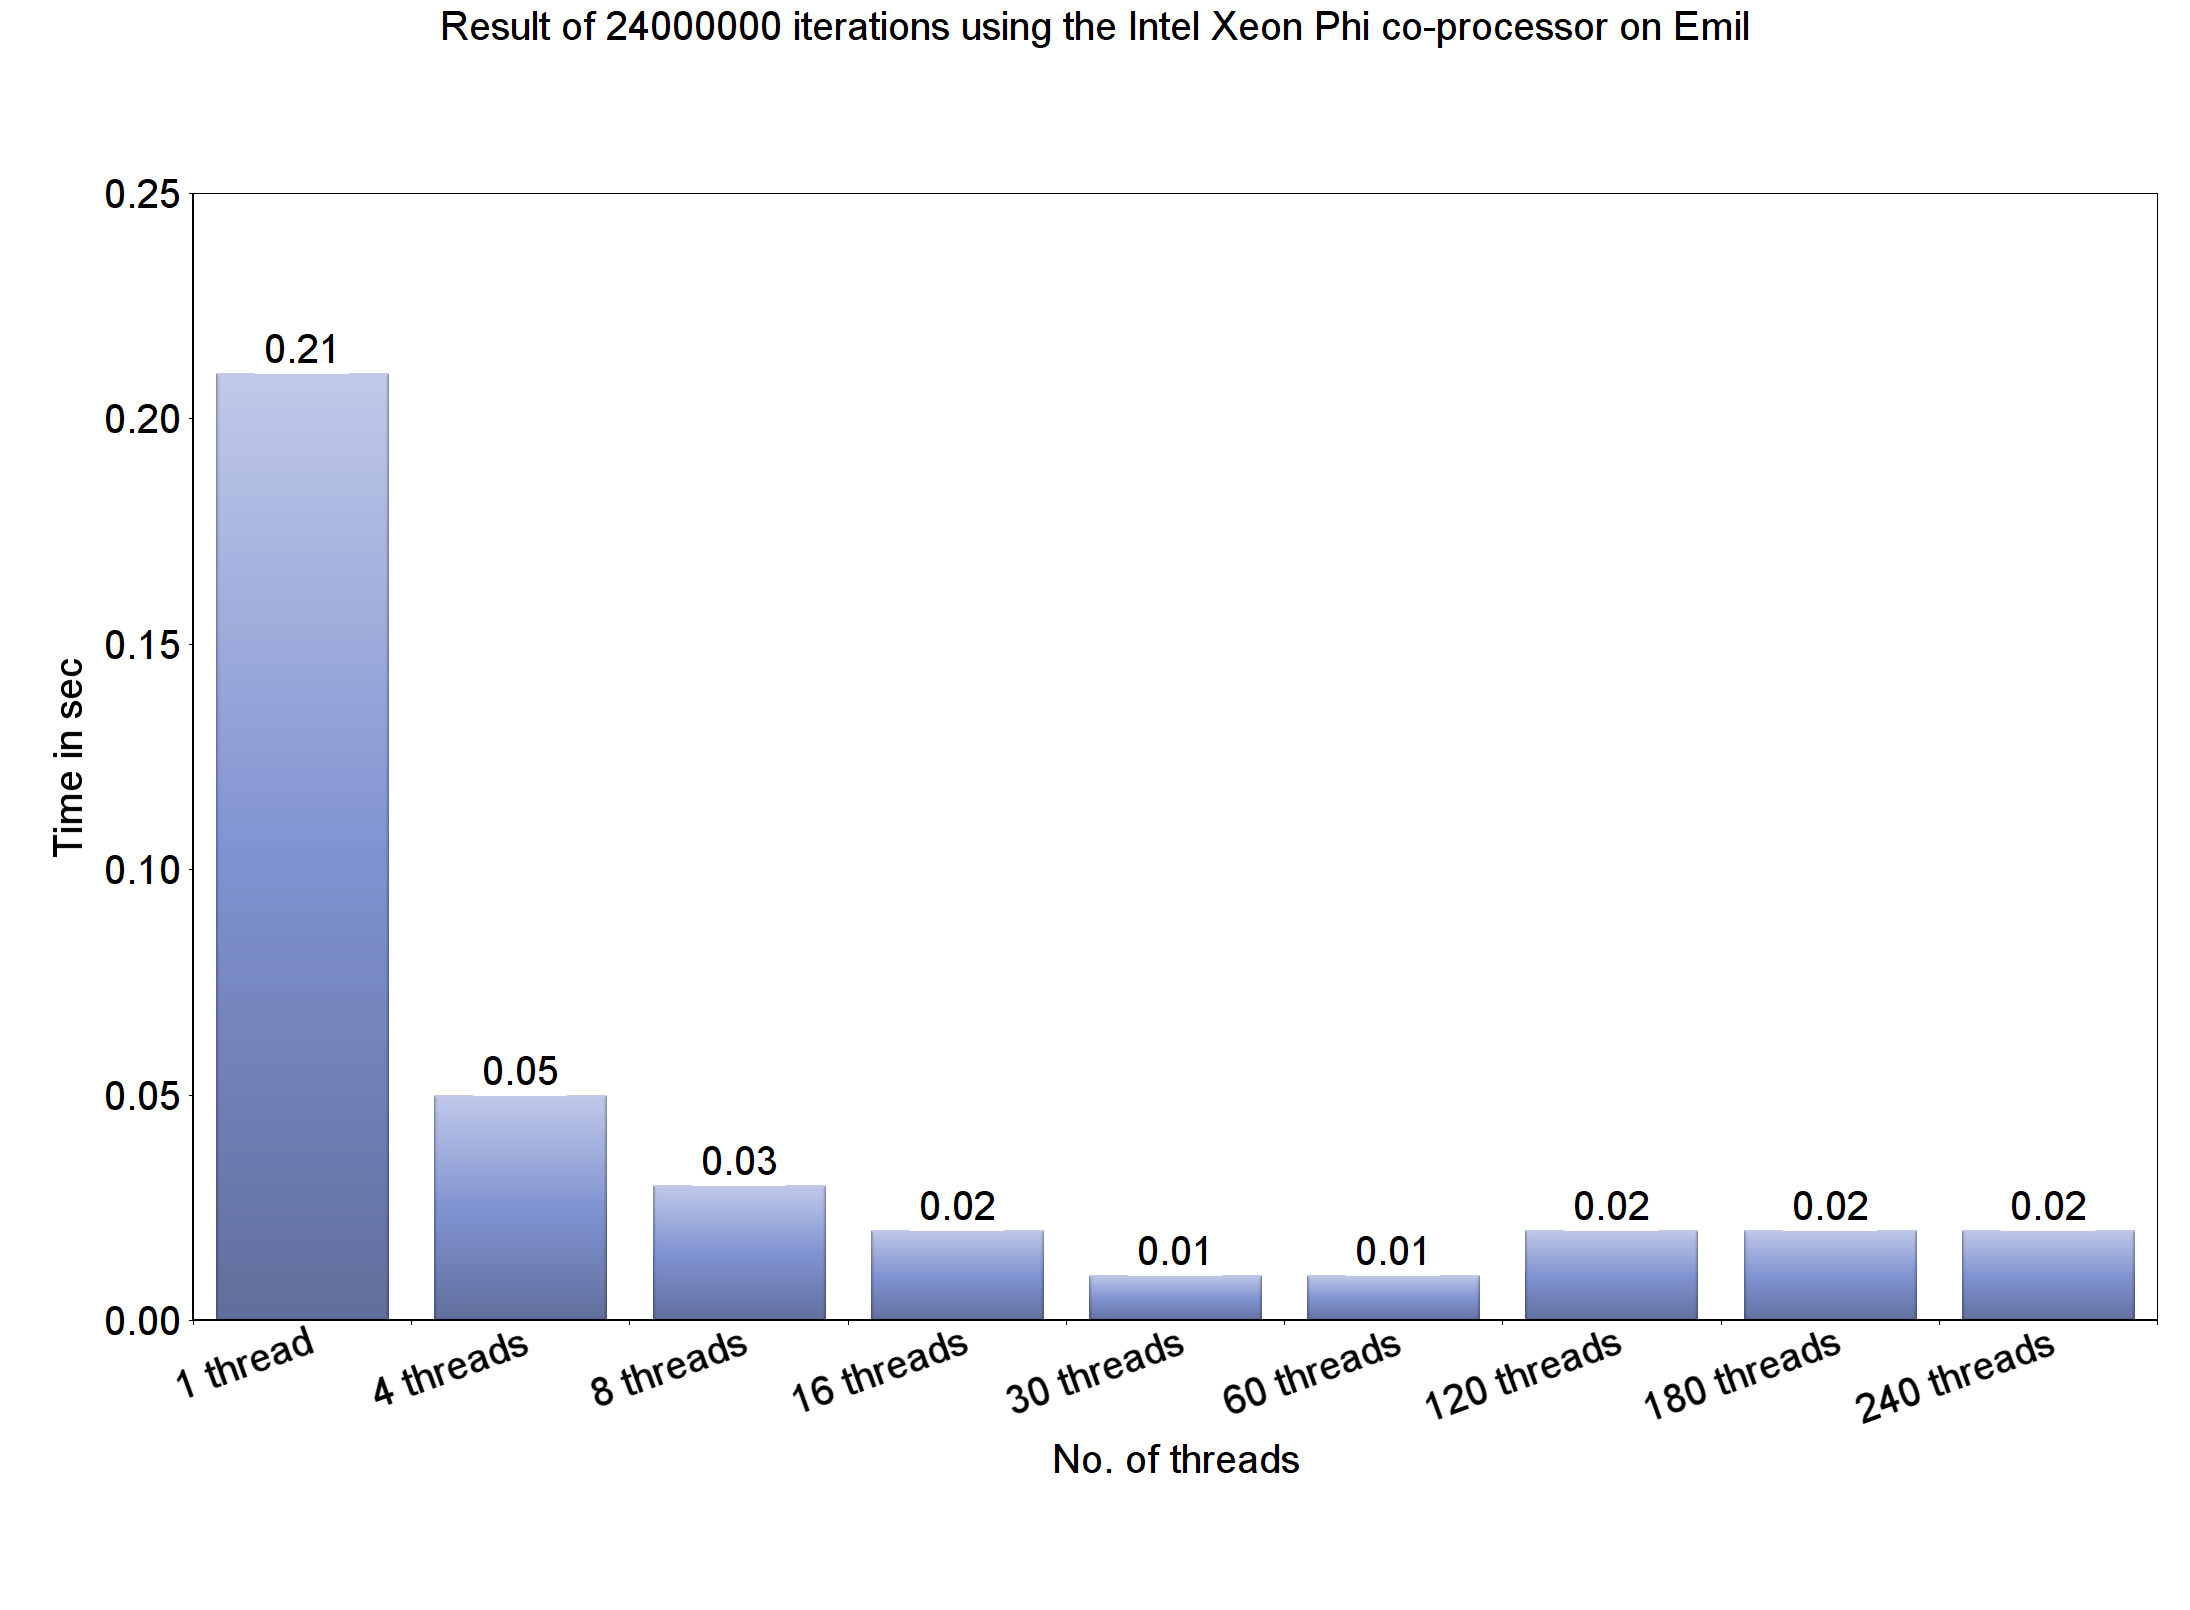 Result of 24000000 iterations using the Intel Xeon Phi co-processor on Emil
0.25
0.20
0.15
0.10
0.05
0.00
Time in sec
0.21
0.05
0.03
0.02
0.01
0.01
0.02
0.02
0.02
1 thread
4 threads
8 threads
16 threads
30 threads
60 threads
120 threads
180 threads
240 threads
No. of threads